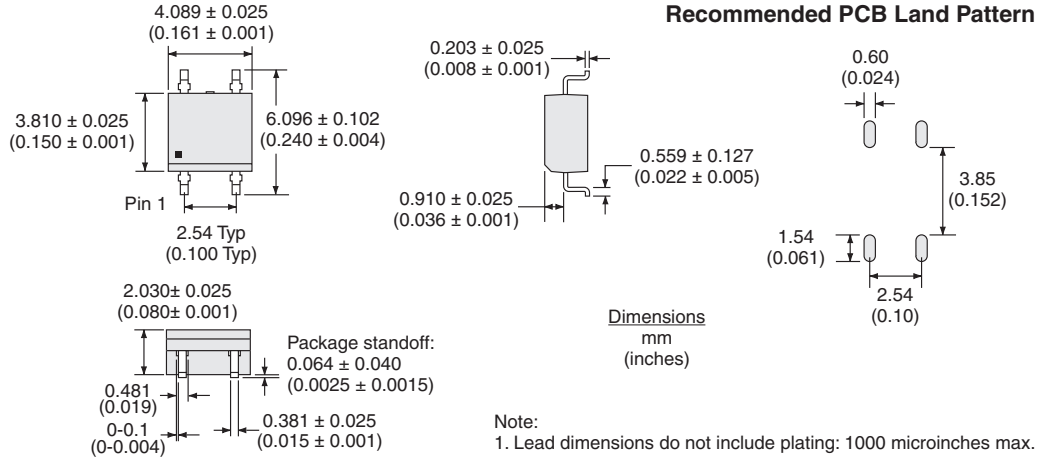 Recommended PCB Land Pattern
4.089 ± 0.025
(0.161 ± 0.001)
3.810 ± 0.025
(0.150 ± 0.001)
6.096 ± 0.102
(0.240 ± 0.004)
Pin 1
2.54 Typ
(0.100 Typ)
0.203 ± 0.025
(0.008 ± 0.001)
0.559 ± 0.127
(0.022 ± 0.005)
0.910 ± 0.025
(0.036 ± 0.001)
0.60
(0.024)
3.85
(0.152)
1.54
(0.061)
2.54
(0.10)
2.030± 0.025
(0.080± 0.001)
Package standoff:
0.064 ± 0.040
(0.0025 ± 0.0015)
0.481
(0.019)
0-0.1
(0-0.004)
0.381 ± 0.025
(0.015 ± 0.001)
Dimensions
mm
(inches)
Note:
1. Lead dimensions do not include plating: 1000 microinches max.